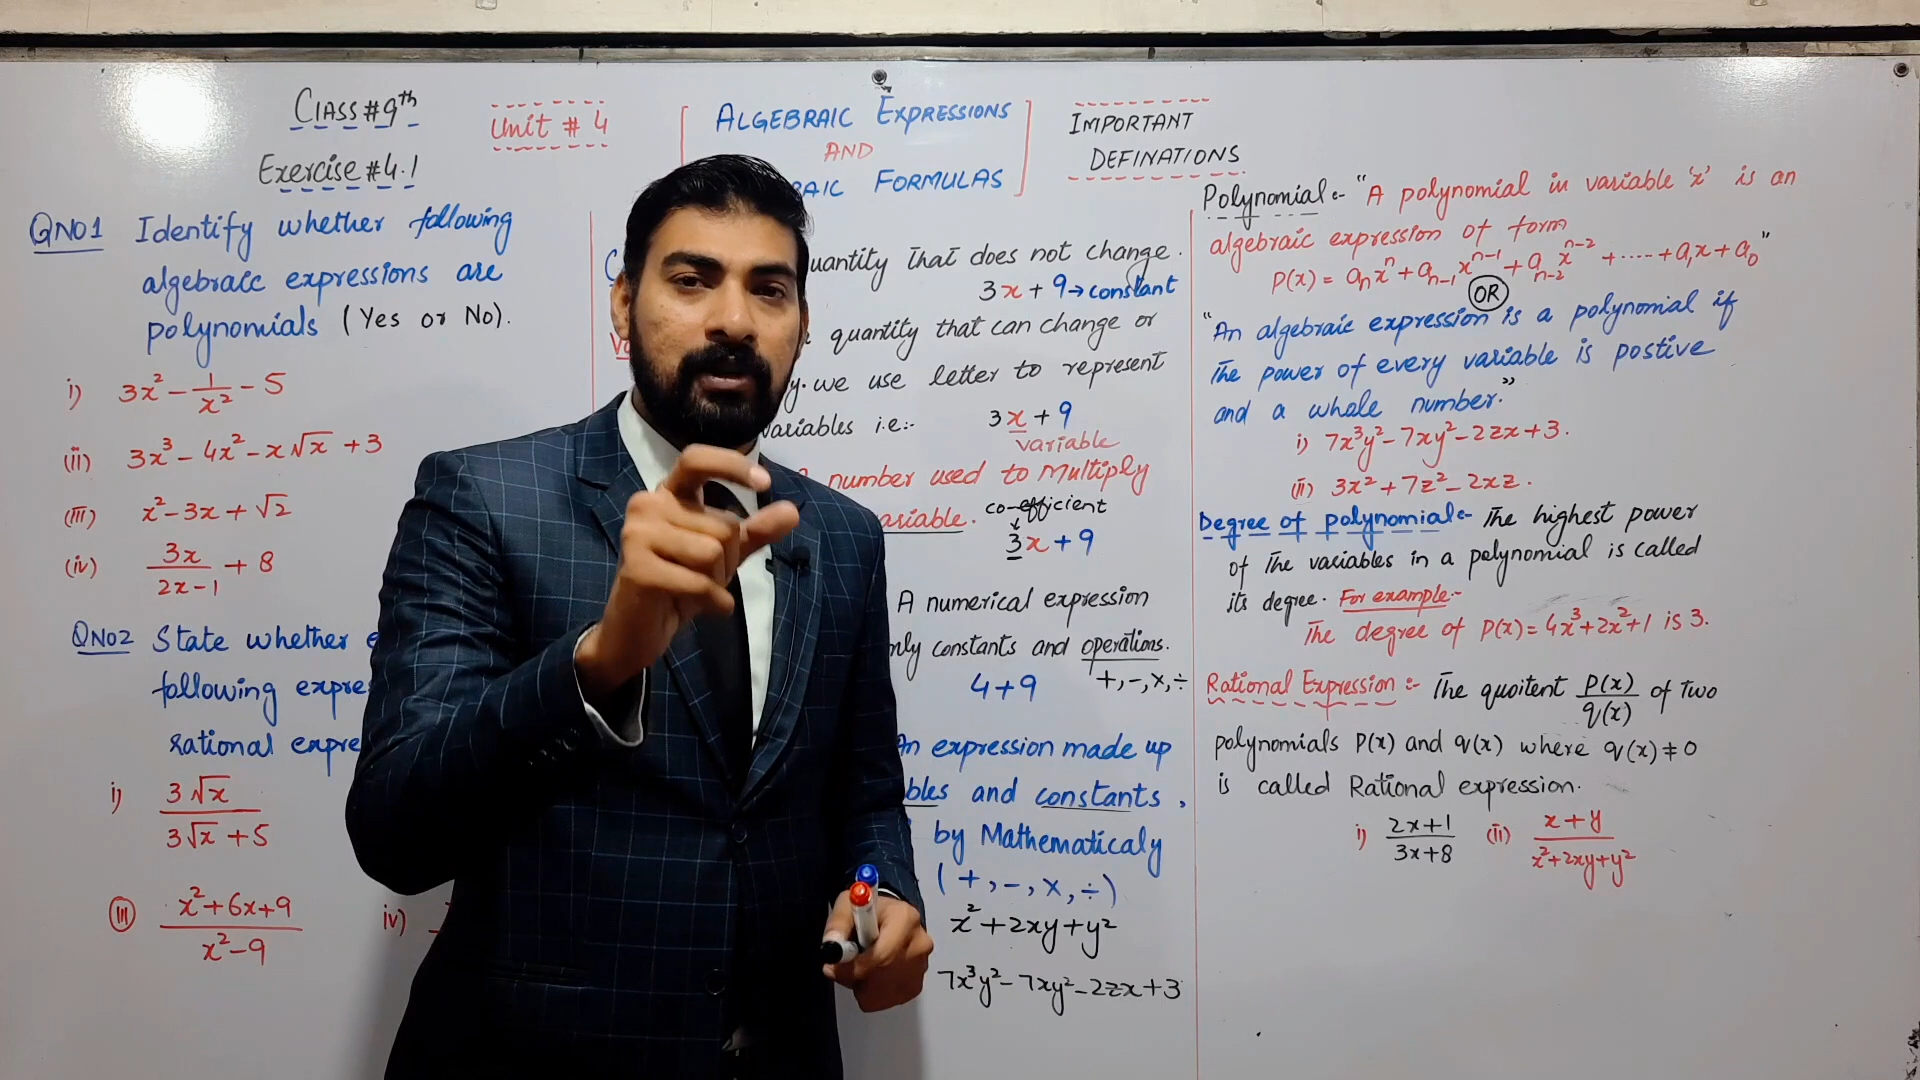 CLASS #9th
Exercise #4.1
Unit # 4
ALGEBRAIC EXPRESSIONS
AND
FORMULAS
IMPORTANT
DEFINATIONS
QNO1 Identify whether following
algebraic expressions are
polynomials (Yes or No).
i) 3x² - 1/x² - 5
(ii) 3x³ - 4x² - x√x + 3
(iii) x² - 3x + √2
(iv) 3x/(2x-1) + 8
QNO2 State whether
following
rational
i) 3√x/(3√x + 5)
(iii) (x²+6x+9)/(x²-9)
iv)
that does not change.
3x + 9 → constant
quantity that can change or
we use letter to represent
variables i.e:-
3x + 9
variable
number used to Multiply
variable. co-efficient
3x + 9
A numerical expression
only constants and operations.
4+9 +, -, ×, ÷
An expression made up
and constants,
by Mathematicaly
(+, -, ×, ÷)
x² + 2xy + y²
7x³y² - 7xy² - 2zx + 3
Polynomial:- "A polynomial in variable 'x' is an
algebraic expression of form
P(x) = aₙxⁿ + aₙ₋₁xⁿ⁻¹ + aₙ₋₂xⁿ⁻² + ..... + a₁x + a₀"
OR
"An algebraic expression is a polynomial if
the power of every variable is postive
and a whole number."
i) 7x³y² - 7xy² - 2zx + 3.
(ii) 3x² + 7z² - 2xz.
Degree of polynomial:- The highest power
of the variables in a polynomial is called
its degree. For example:-
The degree of P(x) = 4x³+2x²+1 is 3.
Rational Expression:- The quoitent P(x)/q(x) of two
polynomials P(x) and q(x) where q(x) ≠ 0
is called Rational expression.
i) (2x+1)/(3x+8) (ii) (x+y)/(x²+2xy+y²)